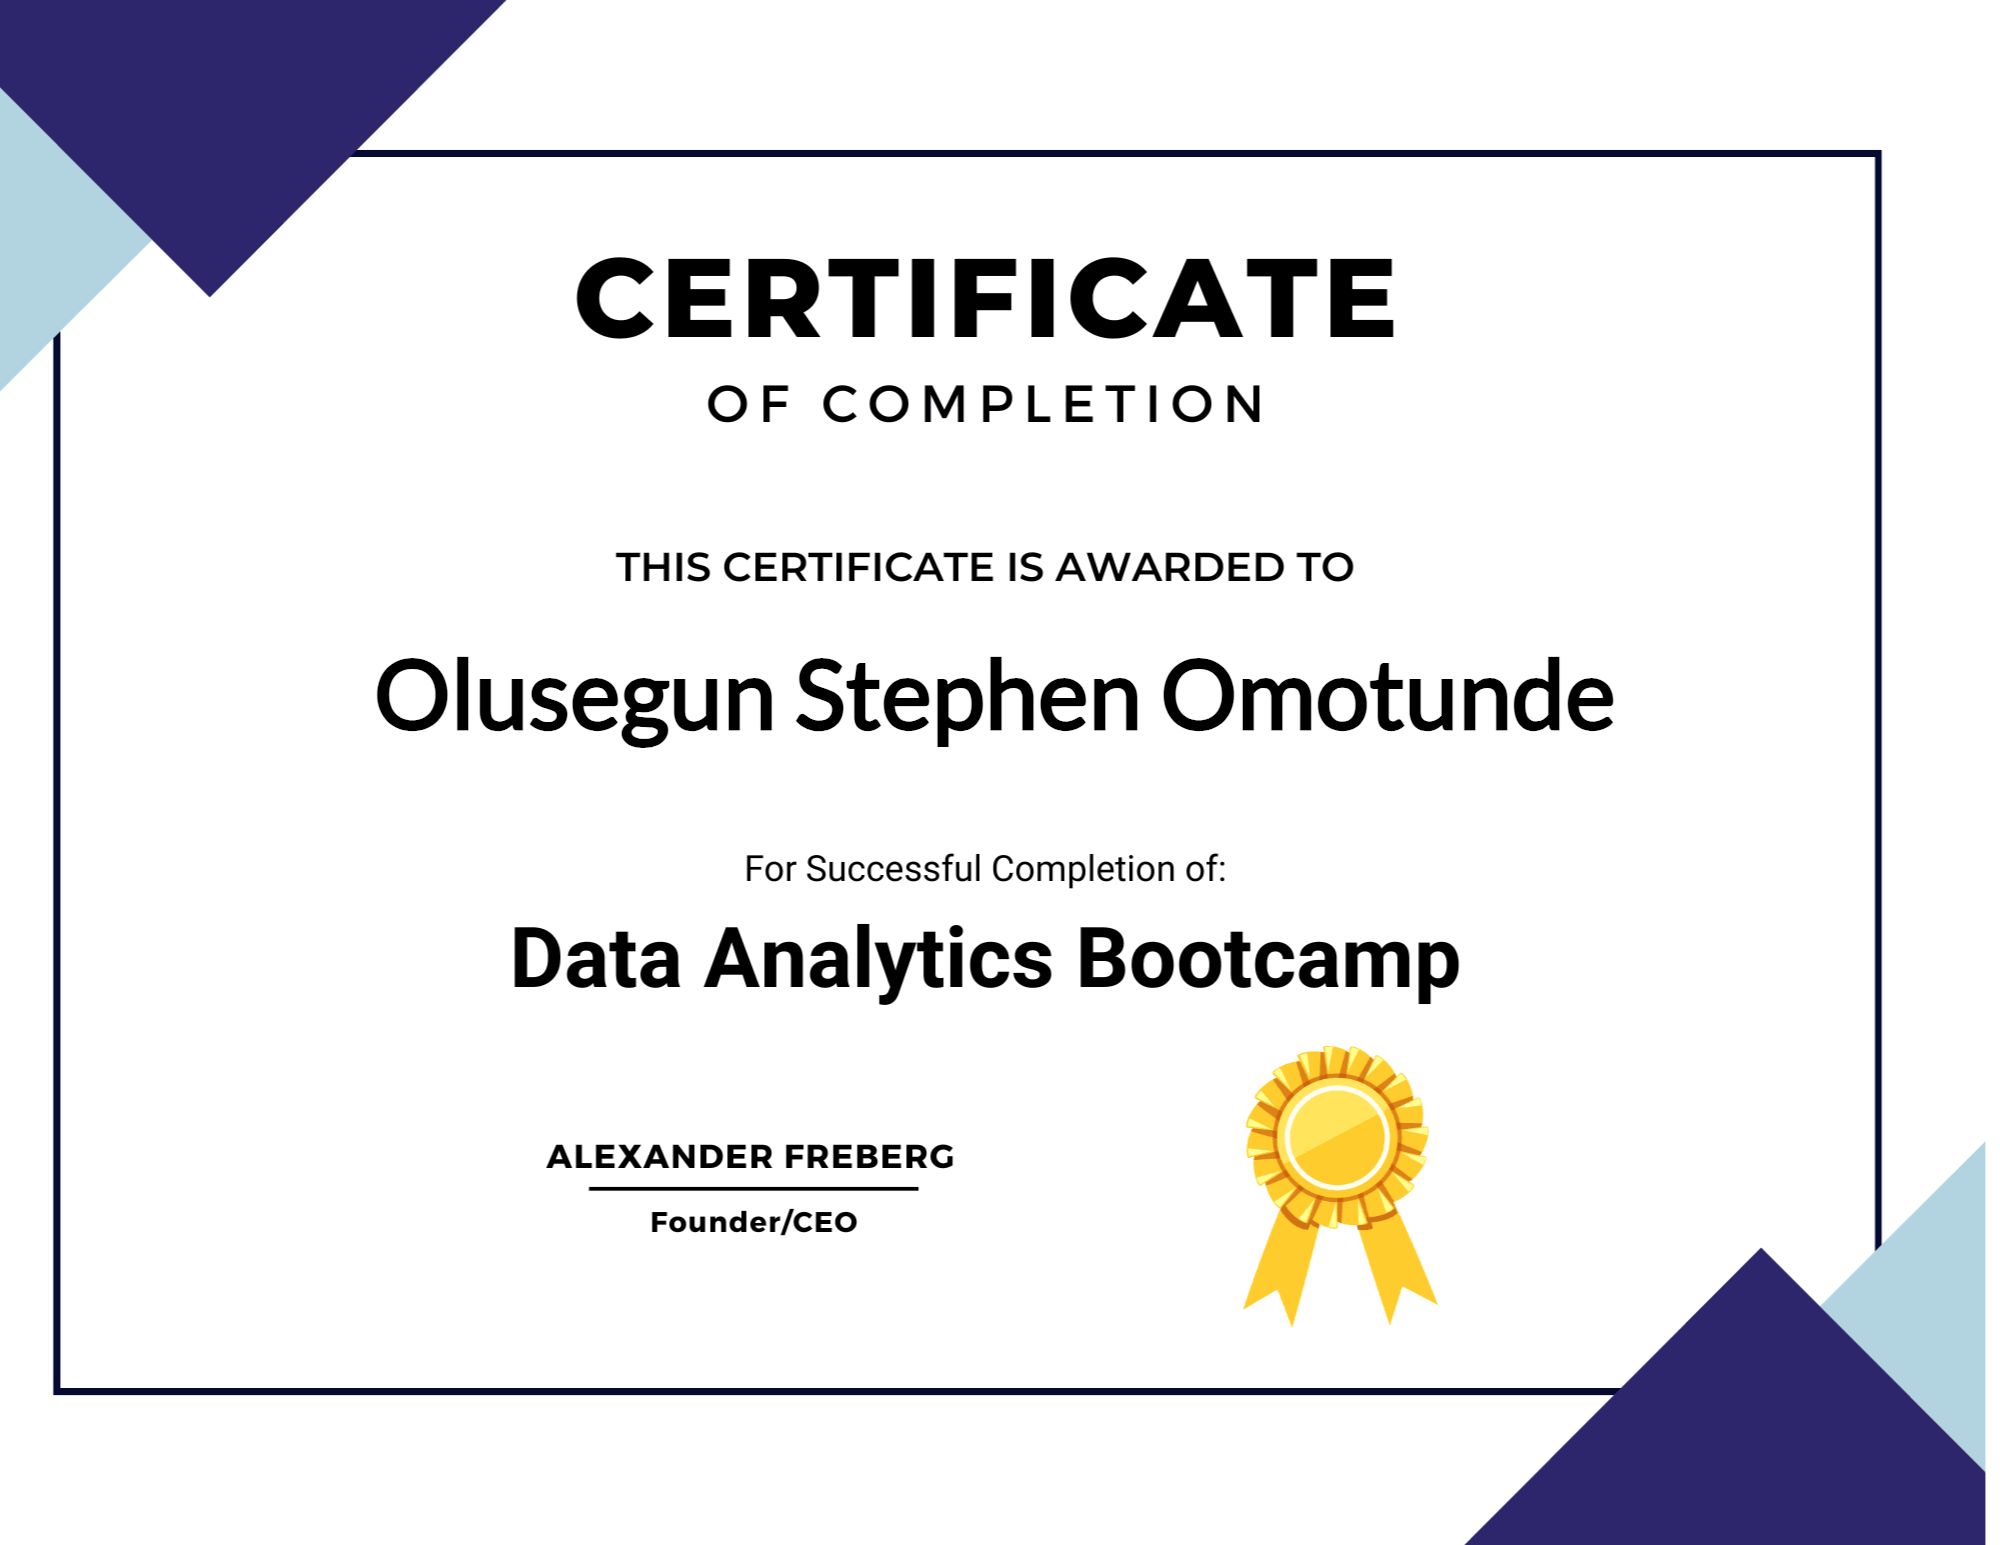 CERTIFICATE
OF COMPLETION
THIS CERTIFICATE IS AWARDED TO
Olusegun Stephen Omotunde
For Successful Completion of:
Data Analytics Bootcamp
ALEXANDER FREBERG
Founder/CEO